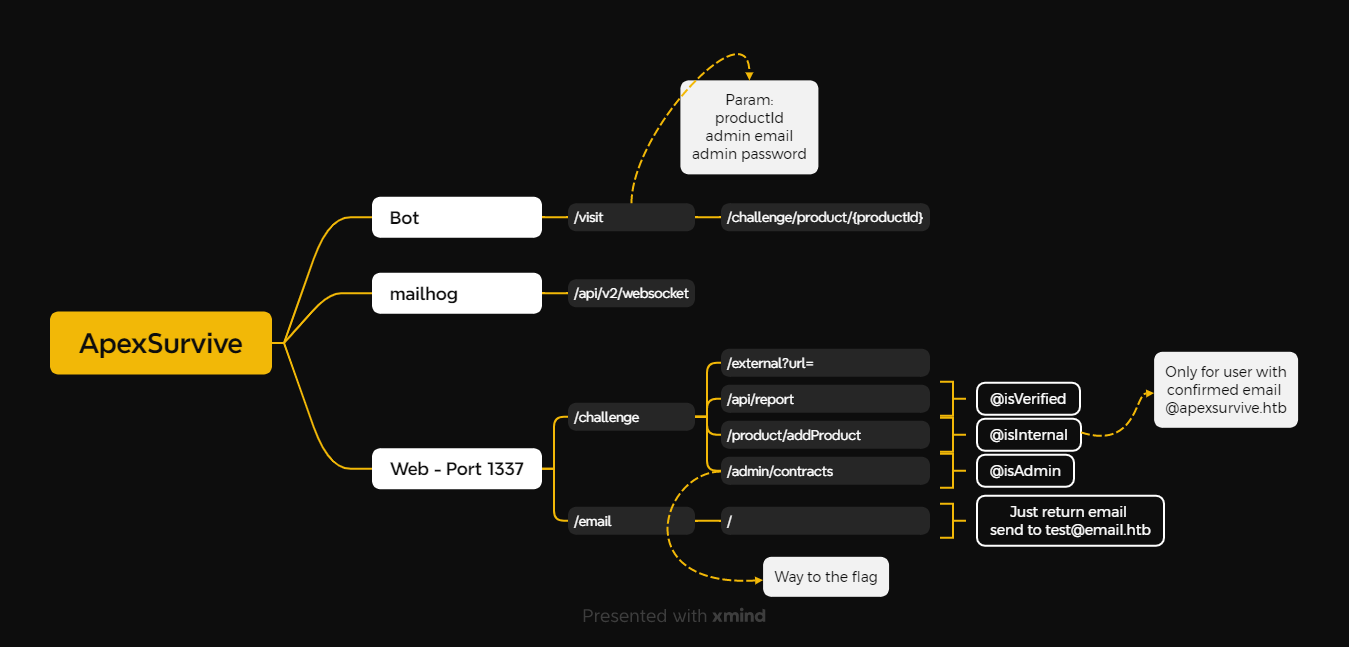 Param:
productId
admin email
admin password
Bot
/visit
/challenge/product/{productId}
mailhog
/api/v2/websocket
ApexSurvive
/external?url=
Only for user with
confirmed email
@apexsurvive.htb
/api/report
@isVerified
/challenge
/product/addProduct
@isInternal
Web - Port 1337
/admin/contracts
@isAdmin
/email
/
Just return email
send to test@email.htb
Way to the flag
Presented with xmind